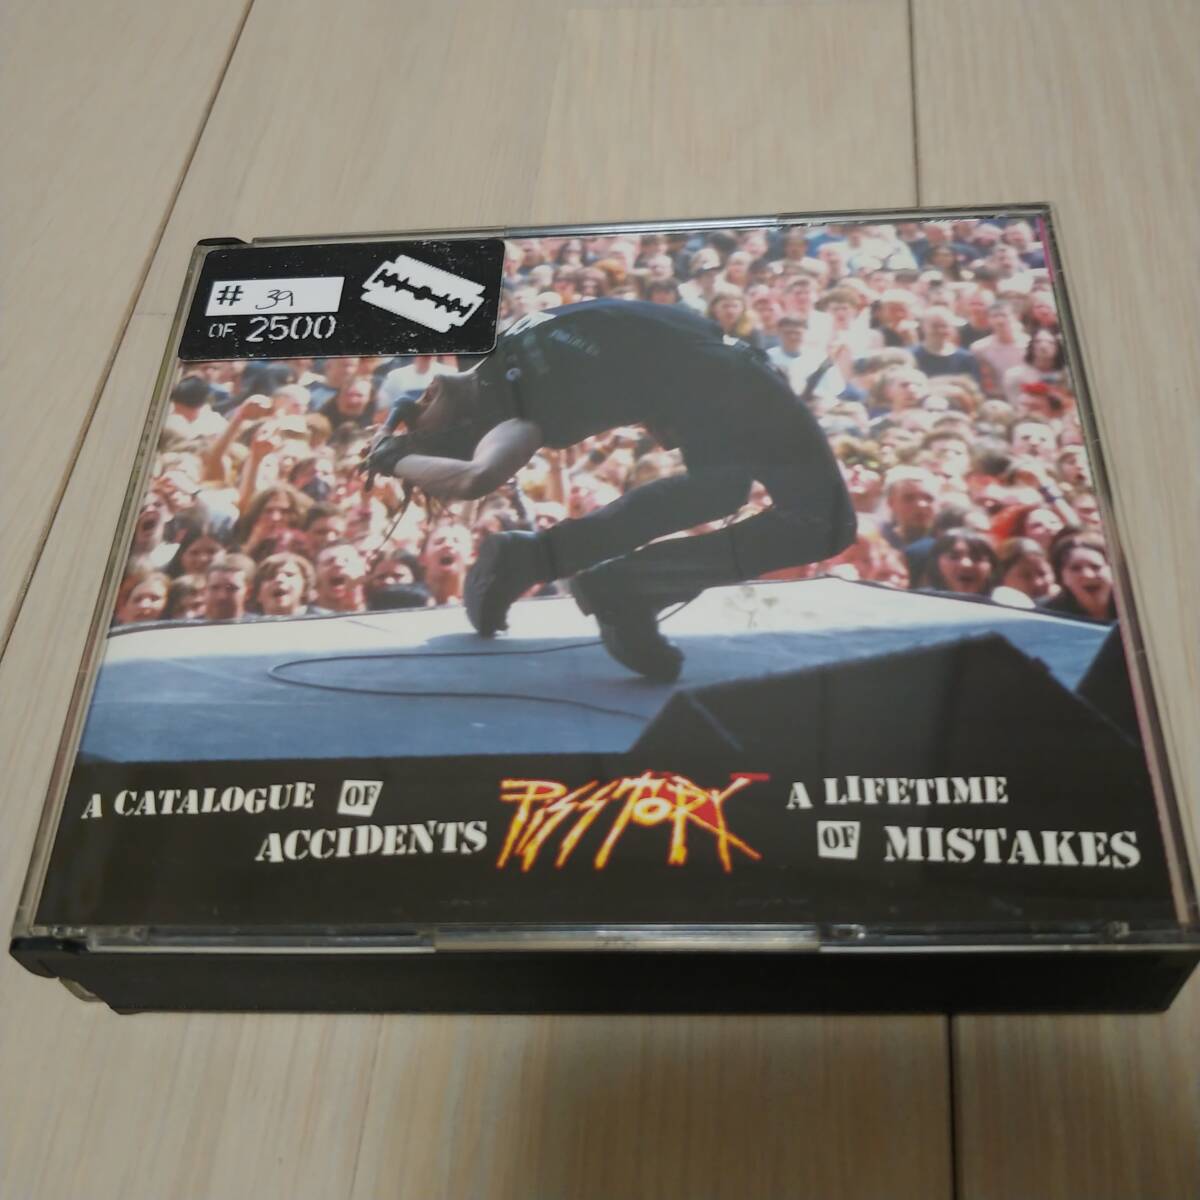 # 39
OF 2500
A CATALOGUE OF
ACCIDENTS
PISSTORY
A LIFETIME
OF MISTAKES